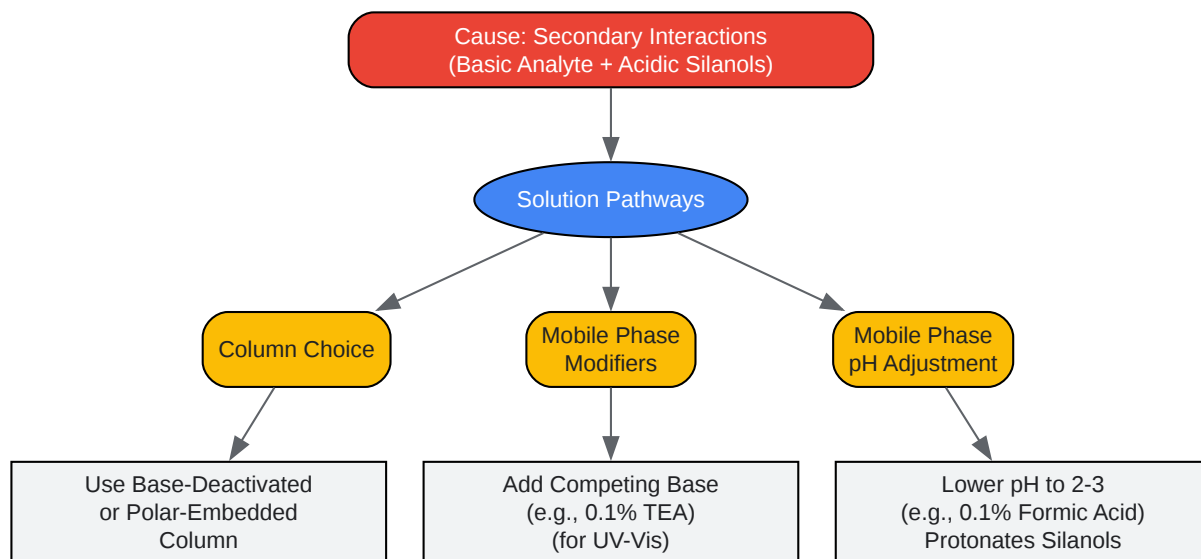 Cause: Secondary Interactions
(Basic Analyte + Acidic Silanols)
Solution Pathways
Column Choice
Mobile Phase
Modifiers
Mobile Phase
pH Adjustment
Use Base-Deactivated
or Polar-Embedded
Column
Add Competing Base
(e.g., 0.1% TEA)
(for UV-Vis)
Lower pH to 2-3
(e.g., 0.1% Formic Acid)
Protonates Silanols